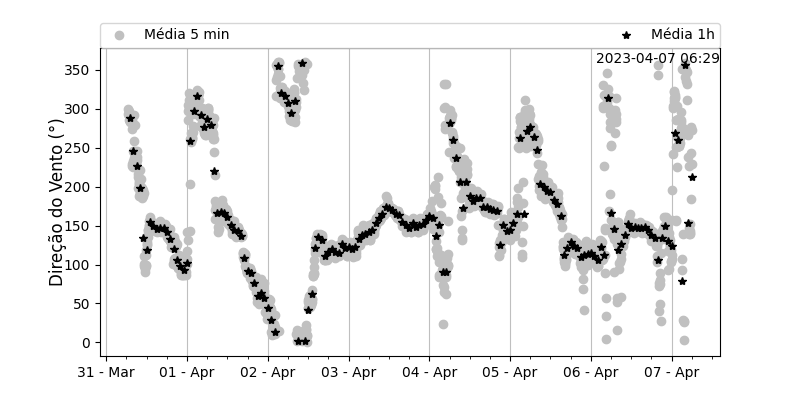 Média 5 min
Média 1h
2023-04-07 06:29
Direção do Vento (°)
350
300
250
200
150
100
50
0
31 - Mar
01 - Apr
02 - Apr
03 - Apr
04 - Apr
05 - Apr
06 - Apr
07 - Apr